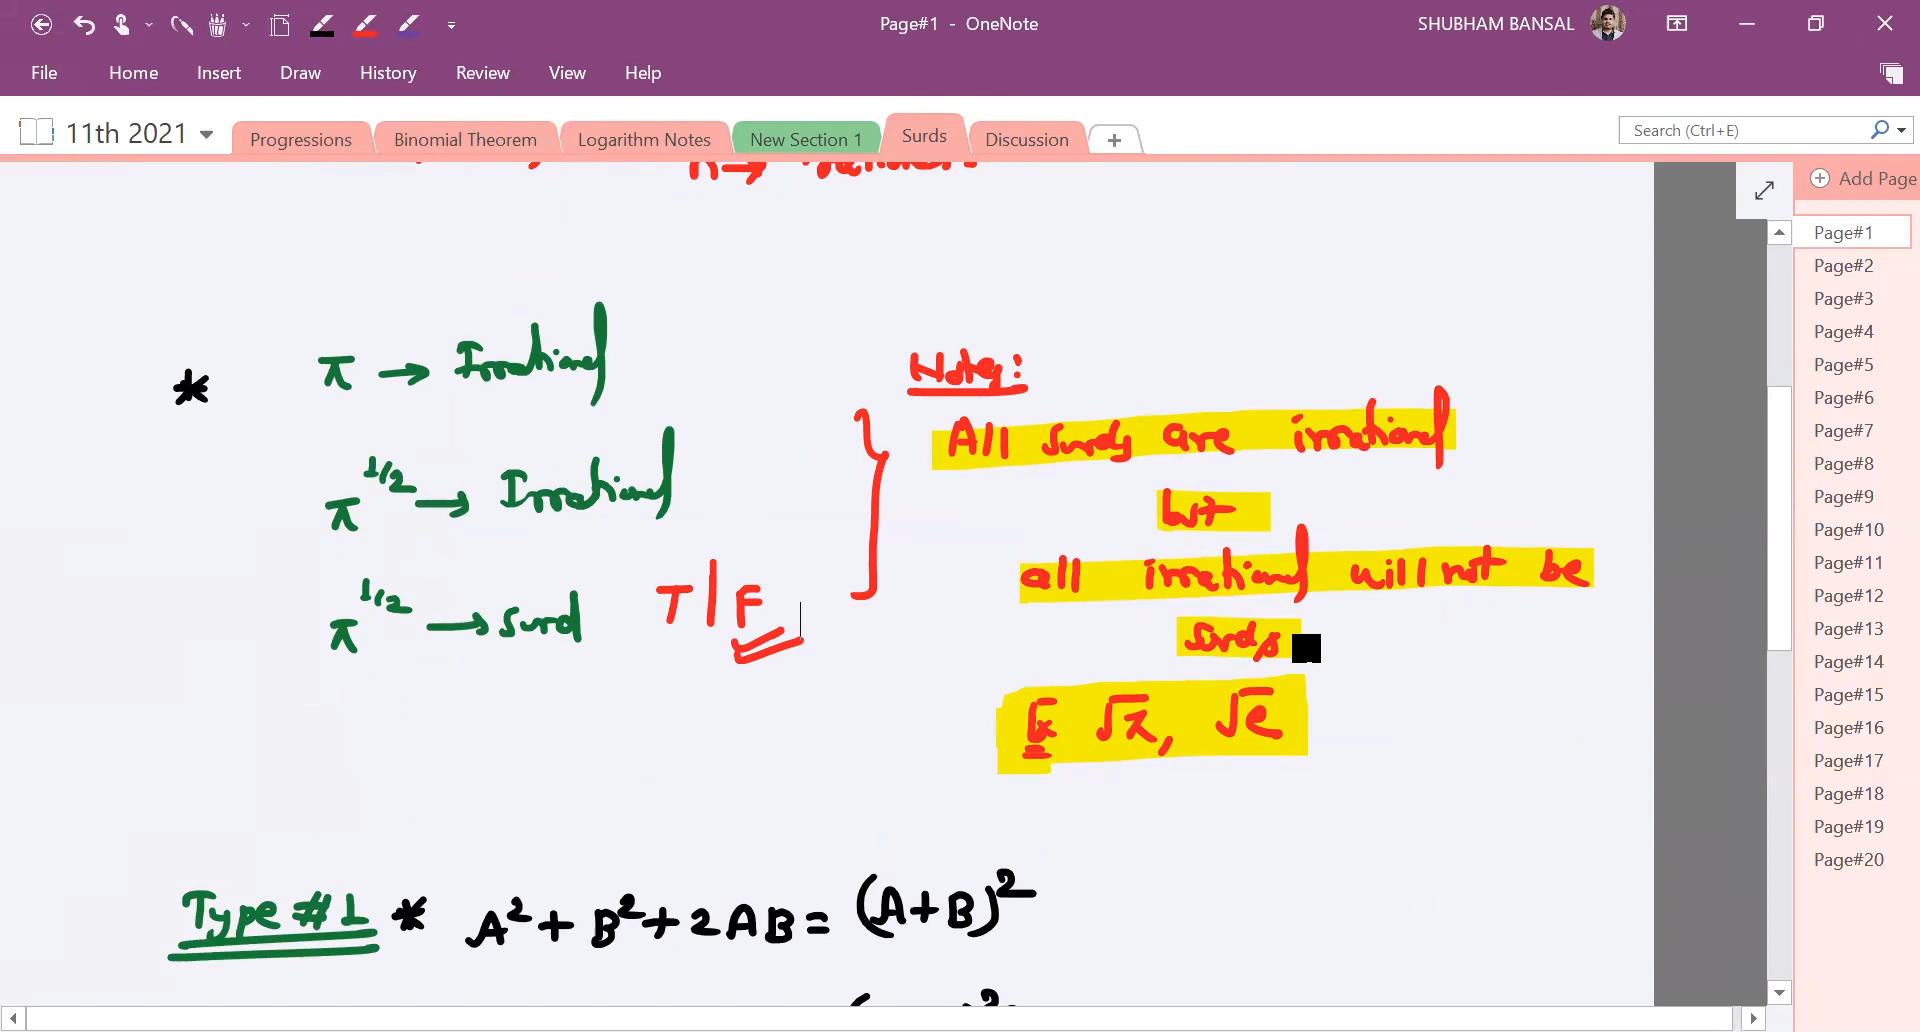 Page#1 - OneNote
SHUBHAM BANSAL
File Home Insert Draw History Review View Help
11th 2021
Progressions Binomial Theorem Logarithm Notes New Section 1 Surds Discussion +
Search (Ctrl+E)
Add Page
Page#1
Page#2
Page#3
Page#4
Page#5
Page#6
Page#7
Page#8
Page#9
Page#10
Page#11
Page#12
Page#13
Page#14
Page#15
Page#16
Page#17
Page#18
Page#19
Page#20
* π → Irrational
π^1/2 → Irrational
π^1/2 → Surd T | F
Note:
All surds are irrational
but
all irrational will not be
surds
Ex √π, √e
Type #1 * A² + B² + 2AB = (A+B)²